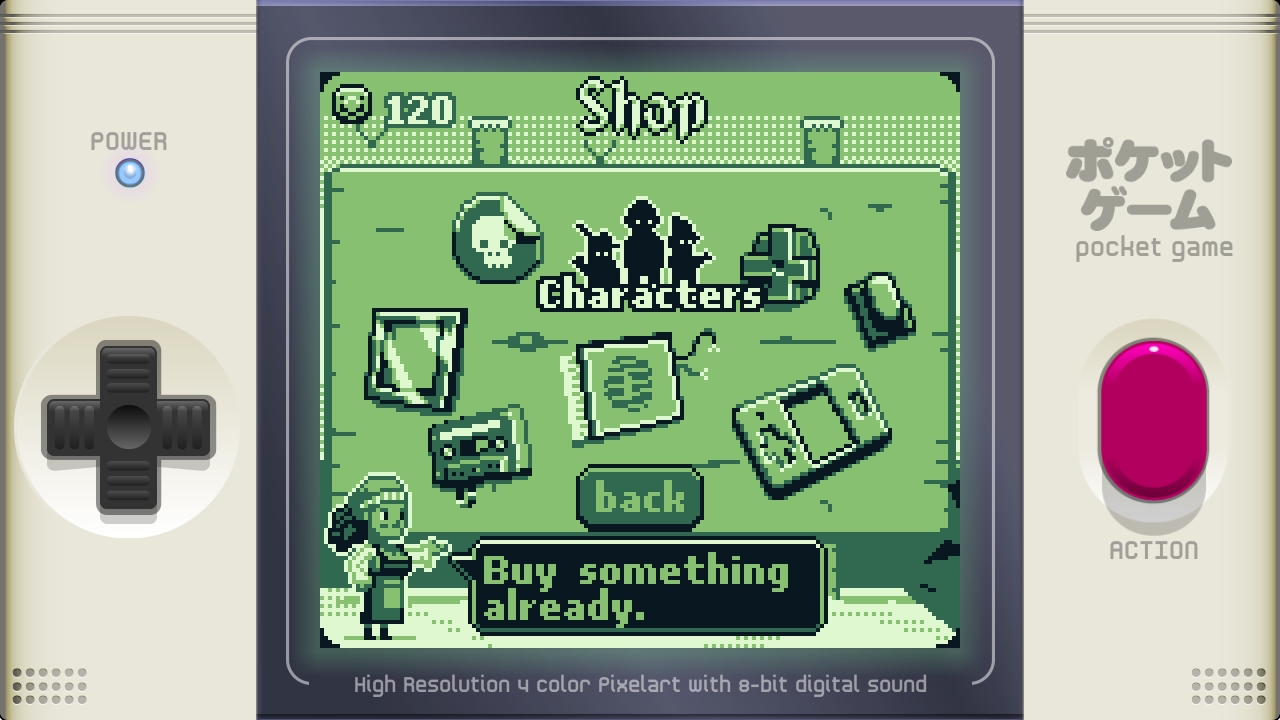 120
Shop
POWER
ポケット
ゲーム
pocket game
Characters
back
Buy something
already.
ACTION
High Resolution 4 color Pixelart with 8-bit digital sound